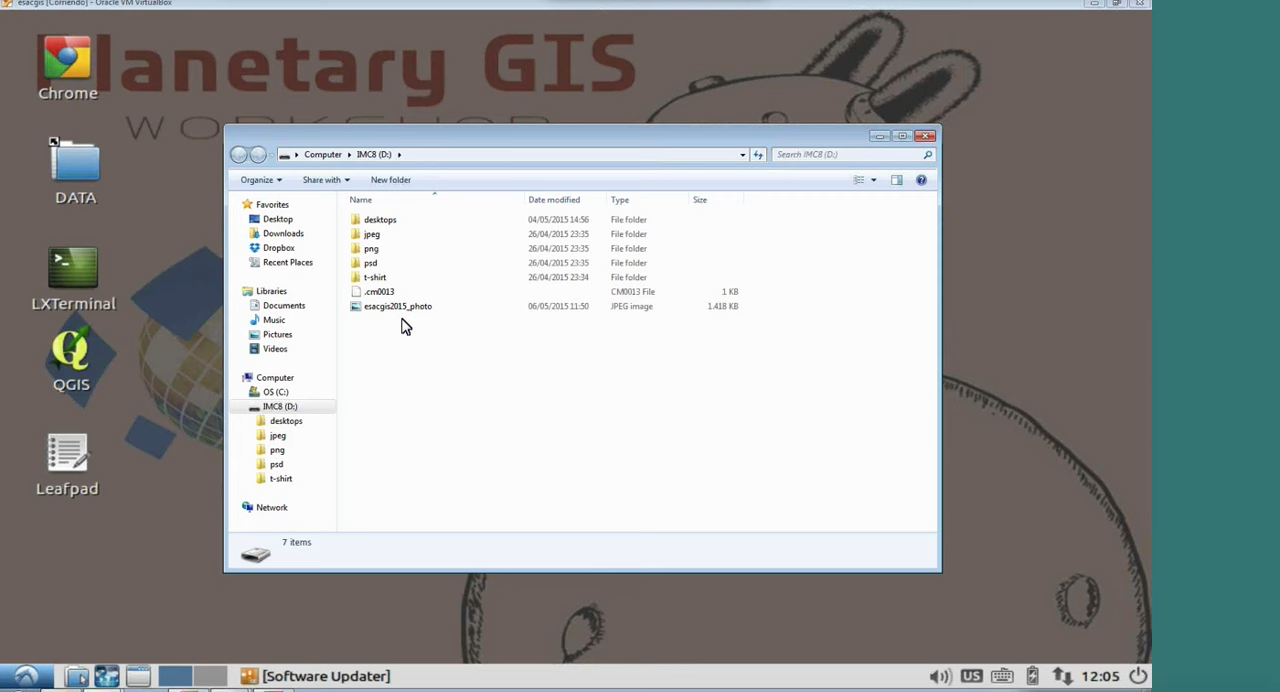 esacgis [Corriendo] - Oracle VM VirtualBox
Planetary GIS
WORKSHOP
Chrome
DATA
LXTerminal
QGIS
Leafpad
Computer IMC8 (D:)
Search IMC8 (D:)
Organize Share with New folder
Name Date modified Type Size
Favorites
Desktop
Downloads
Dropbox
Recent Places
Libraries
Documents
Music
Pictures
Videos
Computer
OS (C:)
IMC8 (D:)
desktops
jpeg
png
psd
t-shirt
Network
desktops 04/05/2015 14:56 File folder
jpeg 26/04/2015 23:35 File folder
png 26/04/2015 23:35 File folder
psd 26/04/2015 23:35 File folder
t-shirt 26/04/2015 23:34 File folder
.cm0013 CM0013 File 1 KB
esacgis2015_photo 06/05/2015 11:50 JPEG image 1.418 KB
7 items
[Software Updater]
US
12:05